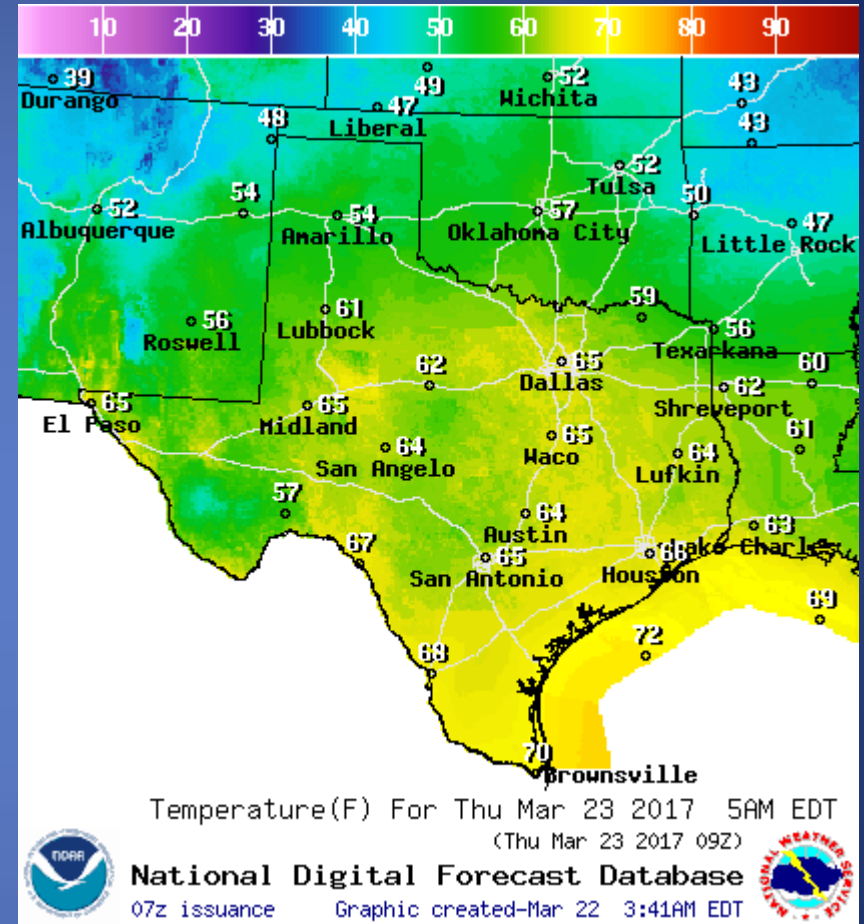 10 20 30 40 50 60 70 80 90
39
Durango
49
52
Wichita
43
47
Liberal
48
43
52
Tulsa
52
Albuquerque
54
54
Amarillo
57
Oklahoma City
50
47
Little Rock
56
Roswell
61
Lubbock
59
56
Texarkana
62
65
Dallas
60
62
Shreveport
65
El Paso
65
Midland
64
San Angelo
65
Waco
64
Lufkin
61
57
64
Austin
63
Lake Charles
67
65
San Antonio
66
Houston
69
72
68
70
Brownsville
Temperature(F) For Thu Mar 23 2017 5AM EDT
(Thu Mar 23 2017 09Z)
National Digital Forecast Database
07z issuance Graphic created-Mar 22 3:41AM EDT
NOAA
NATIONAL WEATHER SERVICE